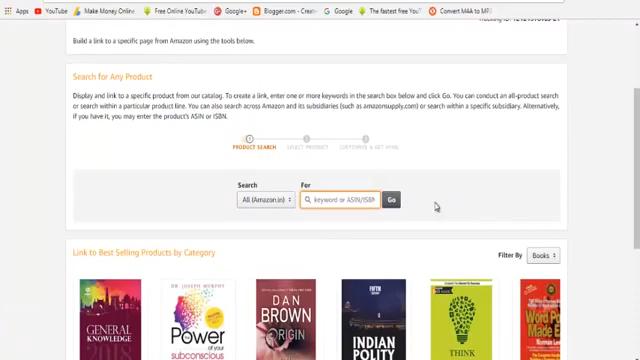 Apps YouTube Make Money Online Free Online YouTube Google+ Blogger.com - Creat Google The fastest free YouT Convert M4A to MP3
Build a link to a specific page from Amazon using the tools below.
Search for Any Product
Display and link to a specific product from our catalog. To create a link, enter one or more keywords in the search box below and click Go. You can conduct an all-product search
or search within a particular product line. You can also search across Amazon and its subsidiaries (such as amazonsupply.com) or search within a specific subsidiary. Alternatively,
if you have it, you may enter the product's ASIN or ISBN.
1 2 3
PRODUCT SEARCH SELECT PRODUCT CUSTOMIZE & GET HTML
Search For
All (Amazon.in) keyword or ASIN/ISBN Go
Link to Best Selling Products by Category
Filter By Books
GENERAL
KNOWLEDGE
DR. JOSEPH MURPHY
Power
of your
subconscious
DAN
BROWN
ORIGIN
FIFTH
INDIAN
POLITY
THINK
Word Po
Made E
Norman Le